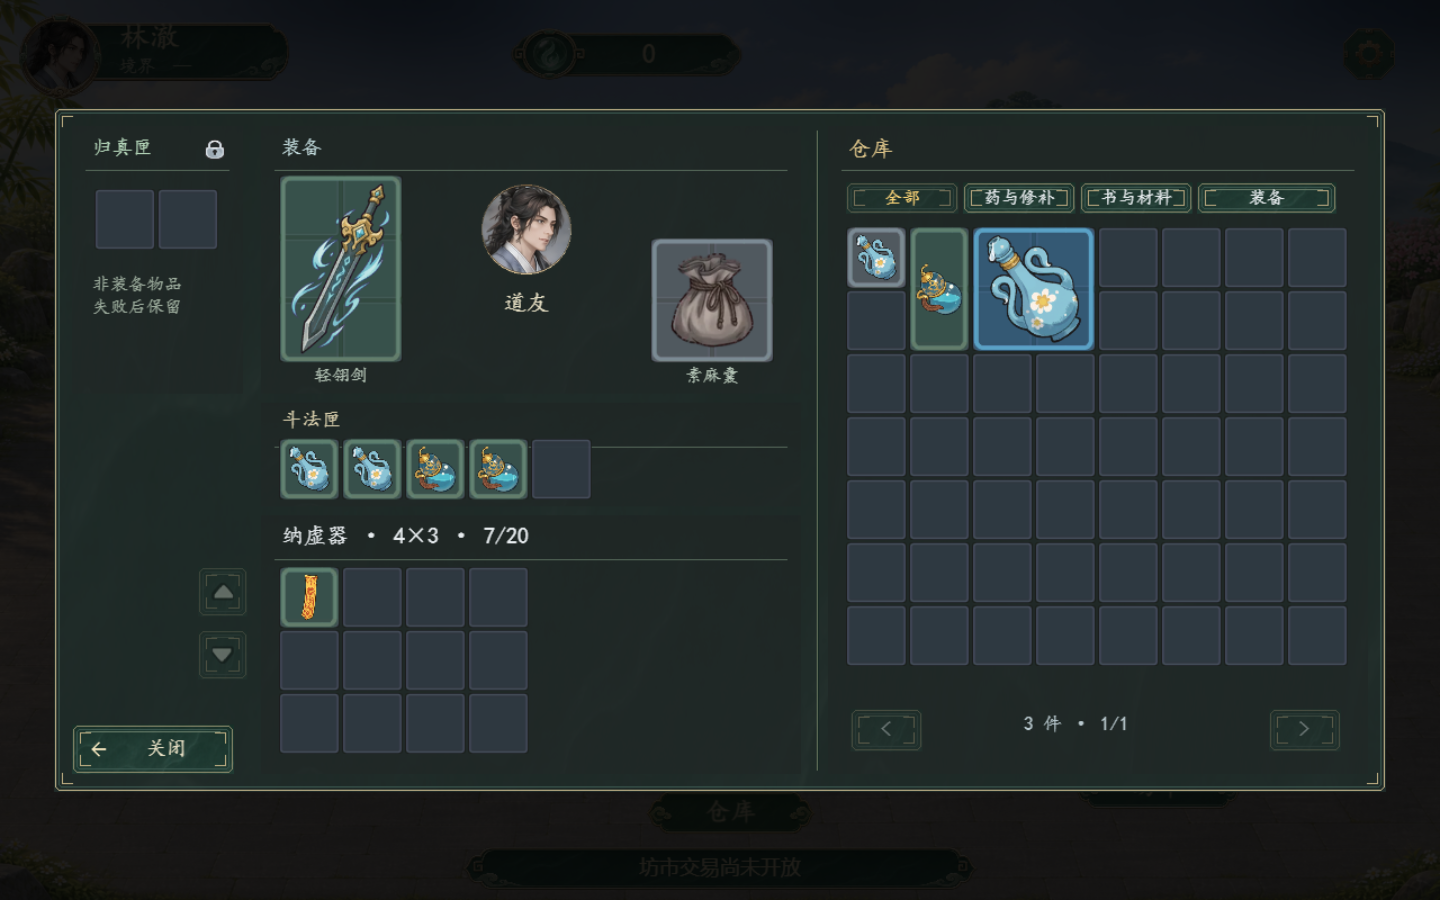 林澈
境界 —
0
归真匣
非装备物品
失败后保留
装备
轻翎剑
道友
素麻囊
斗法匣
纳虚器 • 4×3 • 7/20
关闭
仓库
全部
药与修补
书与材料
装备
3 件 • 1/1
仓库
坊市交易尚未开放